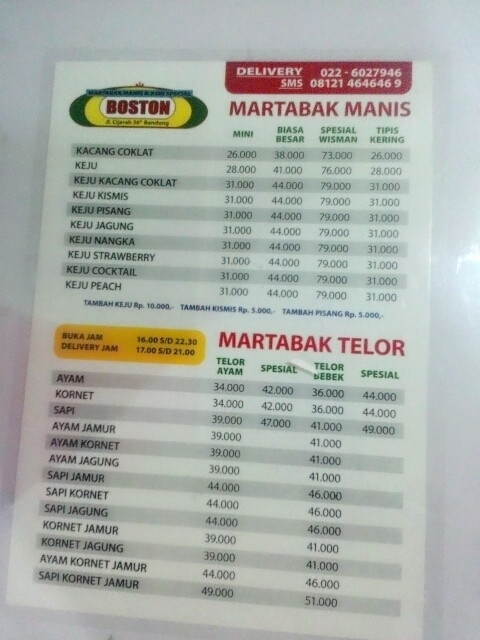 DELIVERY 022 - 6027946
SMS 08121 464646 9
MARTABAK MANIS & KUE SPECIAL
BOSTON
Jl. Cijerah 36" Bandung
MARTABAK MANIS
MINI BIASA BESAR SPESIAL WISMAN TIPIS KERING
KACANG COKLAT 26.000 38.000 73.000 26.000
KEJU 28.000 41.000 76.000 28.000
KEJU KACANG COKLAT 31.000 44.000 79.000 31.000
KEJU KISMIS 31.000 44.000 79.000 31.000
KEJU PISANG 31.000 44.000 79.000 31.000
KEJU JAGUNG 31.000 44.000 79.000 31.000
KEJU NANGKA 31.000 44.000 79.000 31.000
KEJU STRAWBERRY 31.000 44.000 79.000 31.000
KEJU COCKTAIL 31.000 44.000 79.000 31.000
KEJU PEACH 31.000 44.000 79.000 31.000
TAMBAH KEJU Rp. 10.000,- TAMBAH KISMIS Rp. 5.000,- TAMBAH PISANG Rp. 5.000,-
BUKA JAM 16.00 S/D 22.30
DELIVERY JAM 17.00 S/D 21.00
MARTABAK TELOR
TELOR AYAM SPESIAL TELOR BEBEK SPESIAL
AYAM 34.000 42.000 36.000 44.000
KORNET 34.000 42.000 36.000 44.000
SAPI 39.000 47.000 41.000 49.000
AYAM JAMUR 39.000 41.000
AYAM KORNET 39.000 41.000
AYAM JAGUNG 39.000 41.000
SAPI JAMUR 44.000 46.000
SAPI KORNET 44.000 46.000
SAPI JAGUNG 44.000 46.000
KORNET JAMUR 39.000 41.000
KORNET JAGUNG 39.000 41.000
AYAM KORNET JAMUR 44.000 46.000
SAPI KORNET JAMUR 49.000 51.000